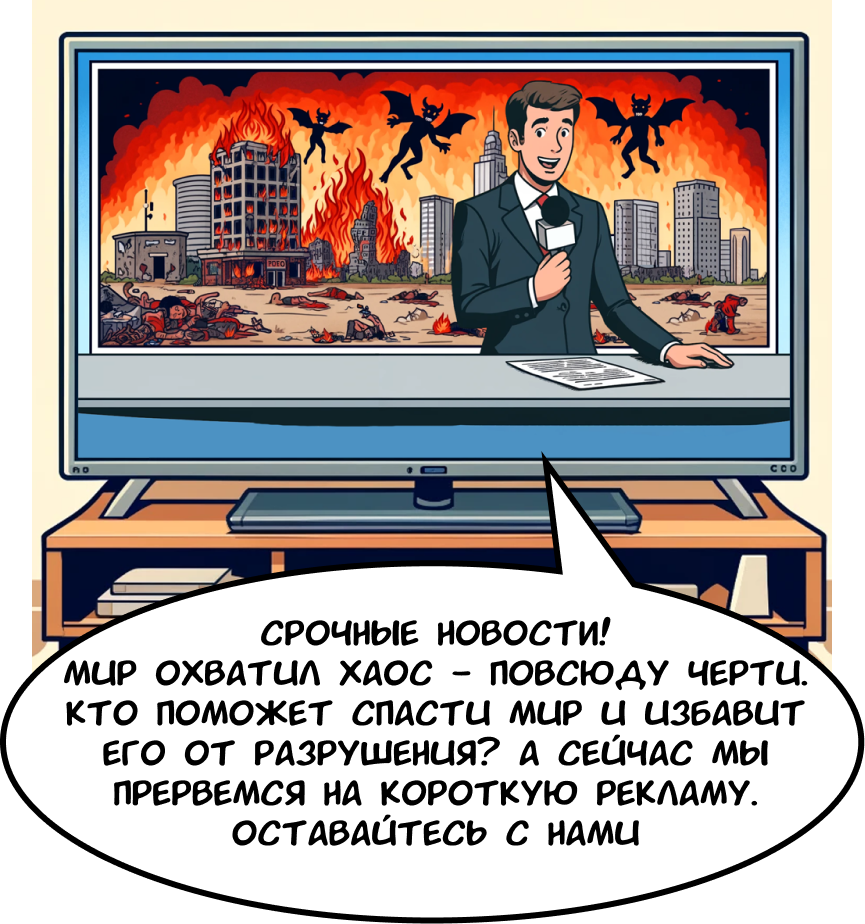 FOFO
СРОЧНЫЕ НОВОСТИ!
МИР ОХВАТИЛ ХАОС – ПОВСЮДУ ЧЕРТИ.
КТО ПОМОЖЕТ СПАСТИ МИР И ИЗБАВИТ
ЕГО ОТ РАЗРУШЕНИЯ? А СЕЙЧАС МЫ
ПРЕРВЕМСЯ НА КОРОТКУЮ РЕКЛАМУ.
ОСТАВАЙТЕСЬ С НАМИ